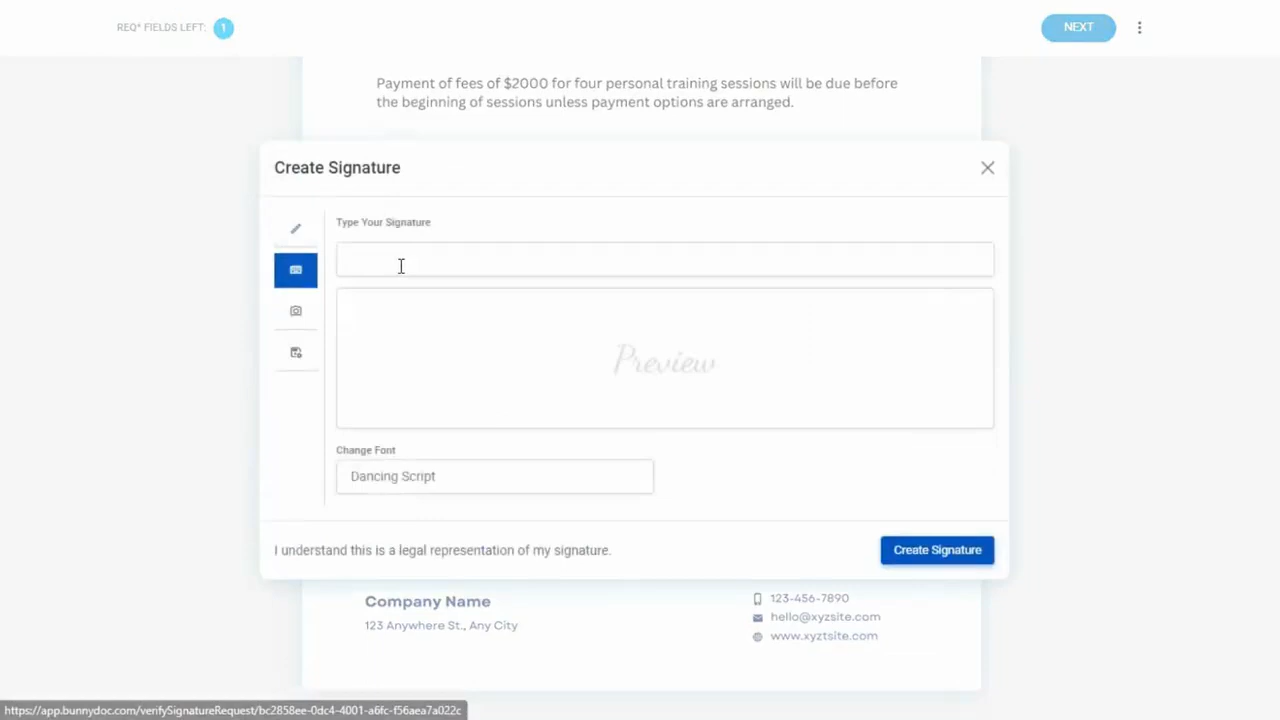 REQ* FIELDS LEFT: 1
NEXT
Payment of fees of $2000 for four personal training sessions will be due before
the beginning of sessions unless payment options are arranged.
Create Signature
Type Your Signature
Preview
Change Font
Dancing Script
I understand this is a legal representation of my signature.
Create Signature
Company Name
123 Anywhere St., Any City
123-456-7890
hello@xyzsite.com
www.xyztsite.com
https://app.bunnydoc.com/verifySignatureRequest/bc2858ee-0dc4-4001-a6fc-f56aea7a022c